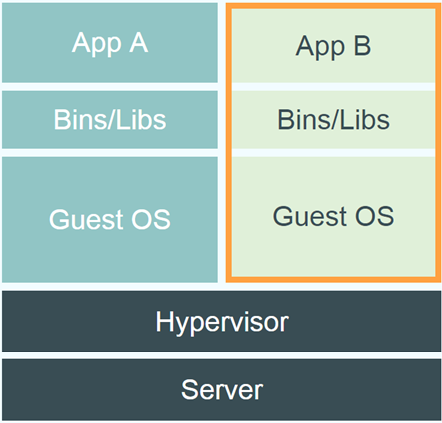 App A
App B
Bins/Libs
Bins/Libs
Guest OS
Guest OS
Hypervisor
Server